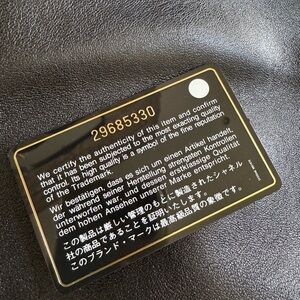 29685330
We certify the authenticity of this item and confirm
that it has been subjected to the most exacting quality
control. Its high quality is a symbol of the fine reputation
of the Trademark.
Wir bestätigen, dass es sich um einen Artikel handelt,
der während seiner Herstellung strengsten Kontrollen
unterworfen war, und dessen erstklassige Qualität
dem hohen Ansehen unserer Marke entspricht.
この製品は厳しい管理のもとに製造されたシャネル
社の商品であることを証明いたします。
このブランド・マークは最高級品質の象徴です。